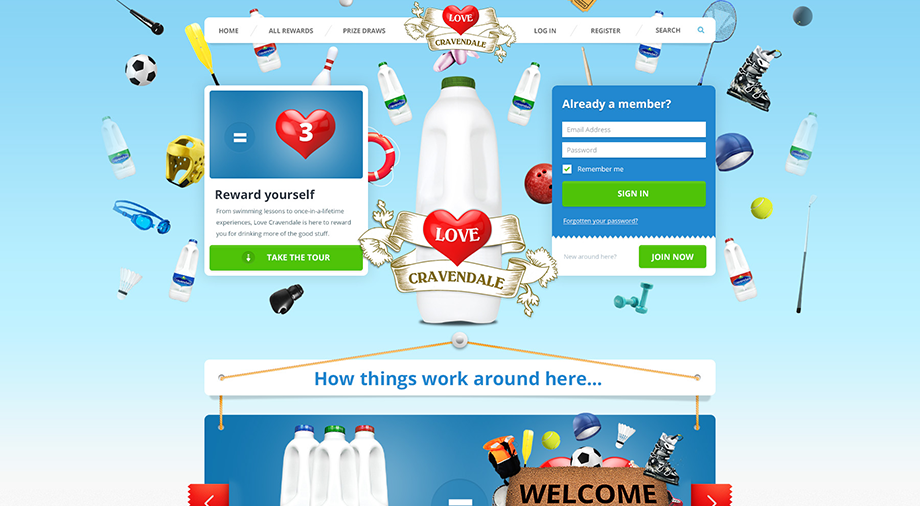 HOME
ALL REWARDS
PRIZE DRAWS
LOVE
CRAVENDALE
LOG IN
REGISTER
SEARCH
= 3
Reward yourself
From swimming lessons to once-in-a-lifetime
experiences, Love Cravendale is here to reward
you for drinking more of the good stuff.
TAKE THE TOUR
LOVE
CRAVENDALE
Already a member?
Email Address
Password
Remember me
SIGN IN
Forgotten your password?
New around here?
JOIN NOW
How things work around here...
=
WELCOME